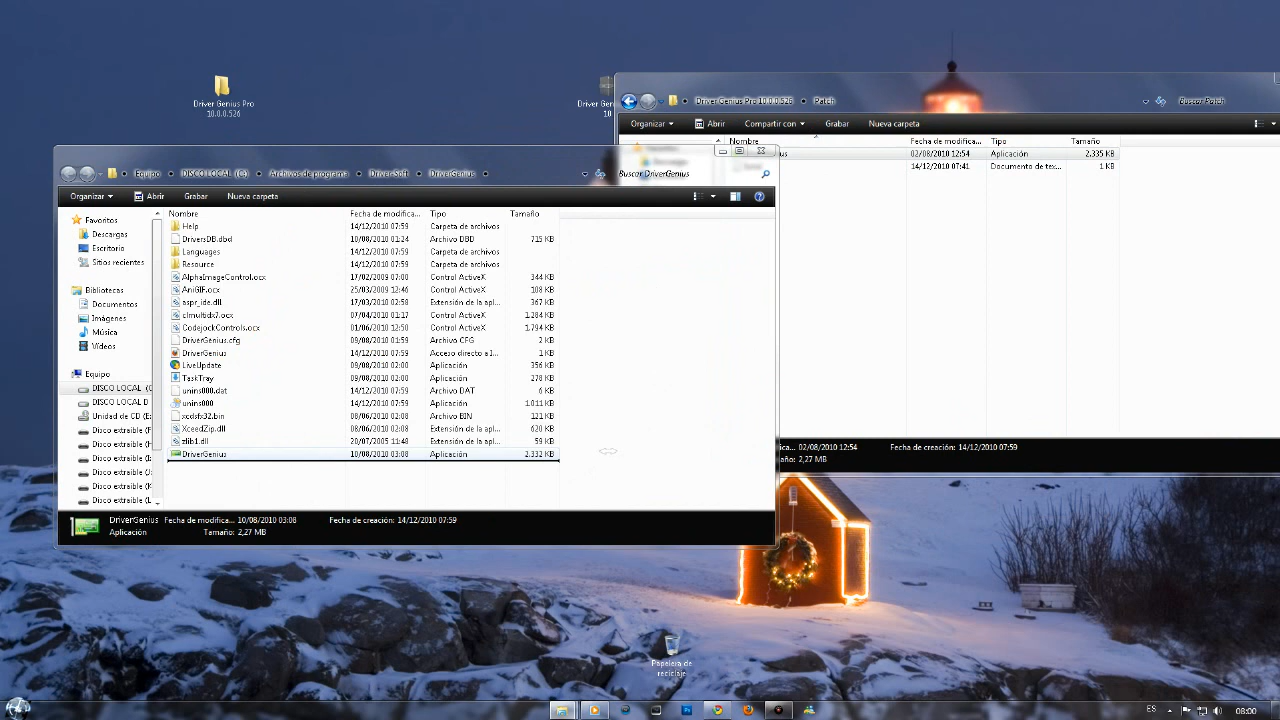 Driver Genius Pro
10.0.0.526
Driver Gen
10
Driver Genius Pro 10.0.0.526
Patch
Buscar Patch
Organizar
Abrir
Compartir con
Grabar
Nueva carpeta
Nombre
Fecha de modifica...
Tipo
Tamaño
ius
02/08/2010 12:54
Aplicación
2.335 KB
14/12/2010 07:41
Documento de tex...
1 KB
ca... 02/08/2010 12:54
Fecha de creación: 14/12/2010 07:59
año: 2,27 MB
Equipo
DISCO LOCAL (C:)
Archivos de programa
DriverSoft
DriverGenius
Buscar DriverGenius
Organizar
Abrir
Grabar
Nueva carpeta
Favoritos
Descargas
Escritorio
Sitios recientes
Bibliotecas
Documentos
Imágenes
Música
Vídeos
Equipo
DISCO LOCAL (C
DISCO LOCAL D
Unidad de CD (E:
Disco extraíble (F
Disco extraíble (H
Disco extraíble (I:
Disco extraíble (J:
Disco extraíble (K
Disco extraíble (L
Nombre Fecha de modifica... Tipo Tamaño
Help 14/12/2010 07:59 Carpeta de archivos
DriversDB.dbd 10/08/2010 01:24 Archivo DBD 715 KB
Languages 14/12/2010 07:59 Carpeta de archivos
Resource 14/12/2010 07:59 Carpeta de archivos
AlphaImageControl.ocx 17/02/2009 07:00 Control ActiveX 344 KB
AniGIF.ocx 25/03/2009 12:46 Control ActiveX 108 KB
aspr_ide.dll 17/03/2010 02:58 Extensión de la apl... 367 KB
clmultidx7.ocx 07/04/2010 01:17 Control ActiveX 1.284 KB
CodejockControls.ocx 01/06/2010 12:50 Control ActiveX 1.794 KB
DriverGenius.cfg 09/08/2010 01:59 Archivo CFG 2 KB
DriverGenius 14/12/2010 07:59 Acceso directo a I... 1 KB
LiveUpdate 09/08/2010 02:00 Aplicación 356 KB
TaskTray 09/08/2010 02:00 Aplicación 278 KB
unins000.dat 14/12/2010 07:59 Archivo DAT 6 KB
unins000 14/12/2010 07:59 Aplicación 1.011 KB
xcdsfx32.bin 08/06/2010 02:08 Archivo BIN 121 KB
XceedZip.dll 08/06/2010 02:08 Extensión de la apl... 620 KB
zlib1.dll 20/07/2005 11:48 Extensión de la apl... 59 KB
DriverGenius 10/08/2010 03:08 Aplicación 2.332 KB
DriverGenius Fecha de modifica... 10/08/2010 03:08 Fecha de creación: 14/12/2010 07:59
Aplicación Tamaño: 2,27 MB
Papelera de
reciclaje
ES
08:00